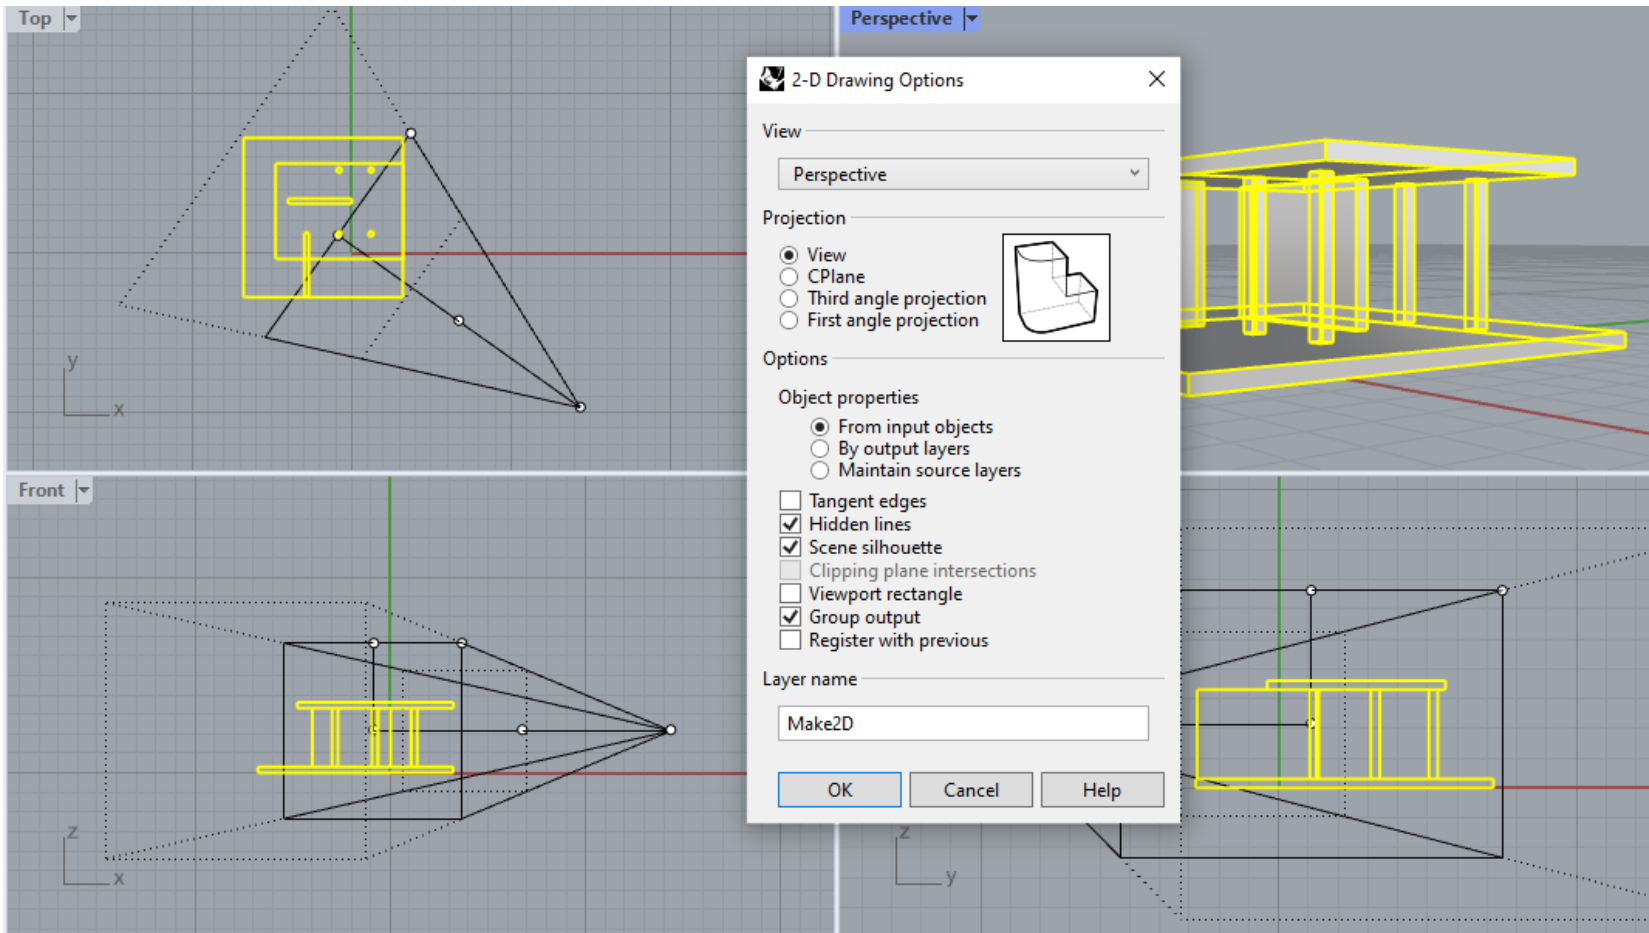 Top
Perspective
2-D Drawing Options
View
Perspective
Projection
View
CPlane
Third angle projection
First angle projection
Options
Object properties
From input objects
By output layers
Maintain source layers
Tangent edges
Hidden lines
Scene silhouette
Clipping plane intersections
Viewport rectangle
Group output
Register with previous
Layer name
Make2D
OK Cancel Help
y
x
Front
z
x
z
y